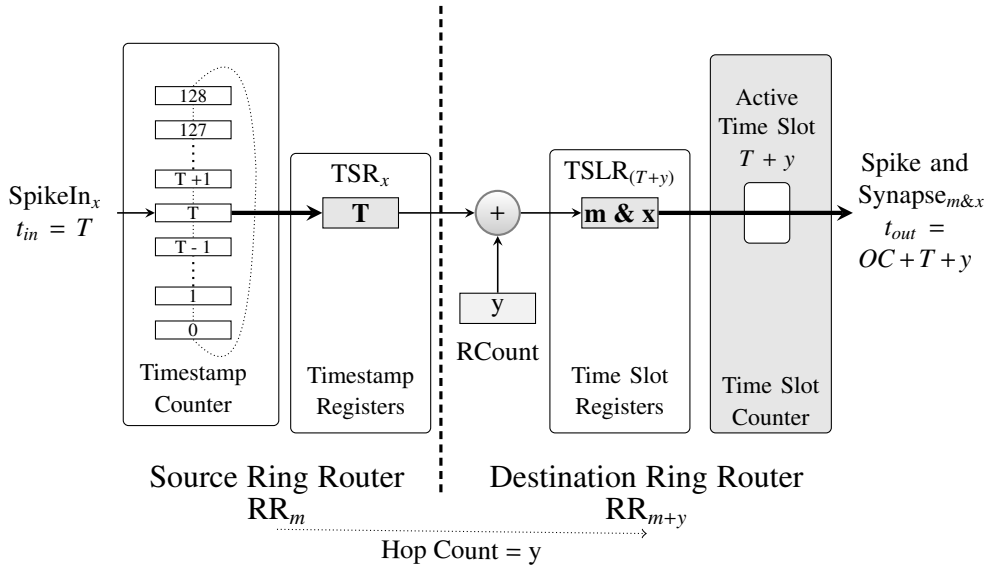 SpikeIn_x
t_in = T
128
127
T+1
T
T-1
1
0
Timestamp
Counter
TSR_x
T
Timestamp
Registers
+
y
RCount
TSLR_(T+y)
m & x
Time Slot
Registers
Active
Time Slot
T + y
Time Slot
Counter
Spike and
Synapse_m&x
t_out =
OC+T+y
Source Ring Router
RR_m
Destination Ring Router
RR_m+y
Hop Count = y